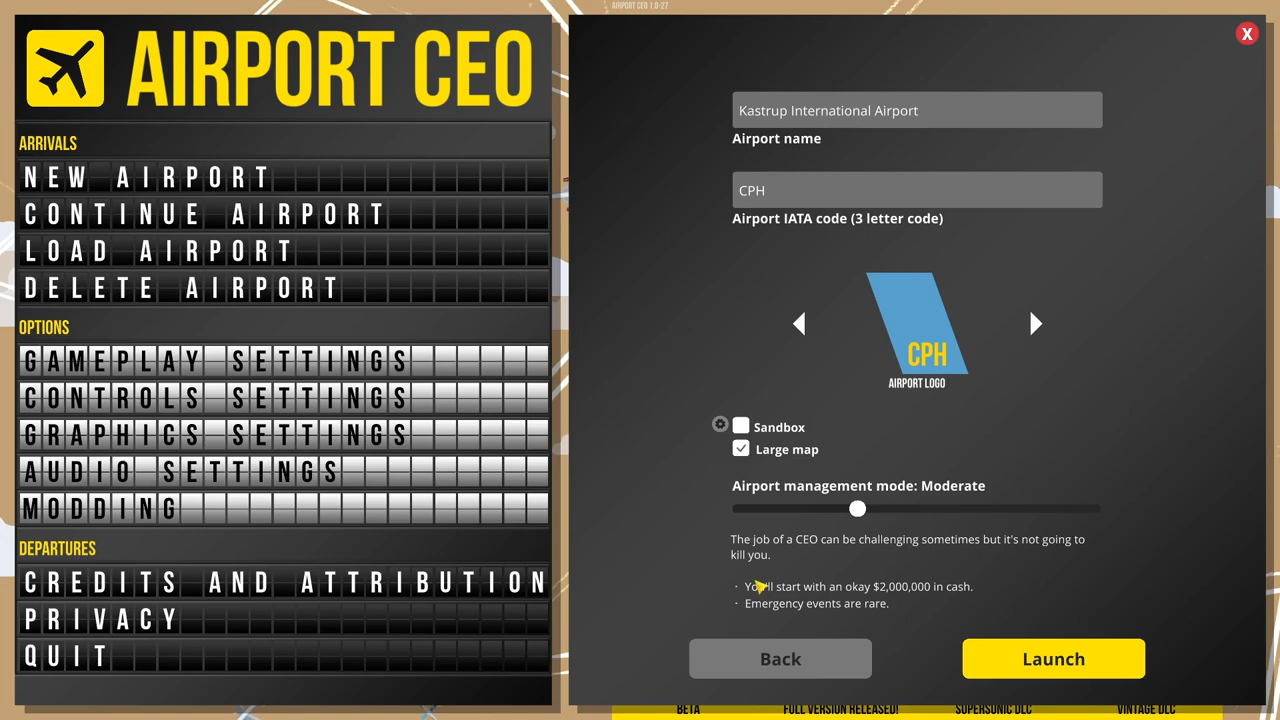 AIRPORT CEO 1.0-27
AIRPORT CEO
ARRIVALS
NEW AIRPORT
CONTINUE AIRPORT
LOAD AIRPORT
DELETE AIRPORT
OPTIONS
GAMEPLAY SETTINGS
CONTROLS SETTINGS
GRAPHICS SETTINGS
AUDIO SETTINGS
MODDING
DEPARTURES
CREDITS AND ATTRIBUTION
PRIVACY
QUIT
X
Kastrup International Airport
Airport name
CPH
Airport IATA code (3 letter code)
CPH
AIRPORT LOGO
Sandbox
Large map
Airport management mode: Moderate
The job of a CEO can be challenging sometimes but it's not going to
kill you.
· You'll start with an okay $2,000,000 in cash.
· Emergency events are rare.
Back
Launch
BETA FULL VERSION RELEASED! SUPERSONIC DLC VINTAGE DLC